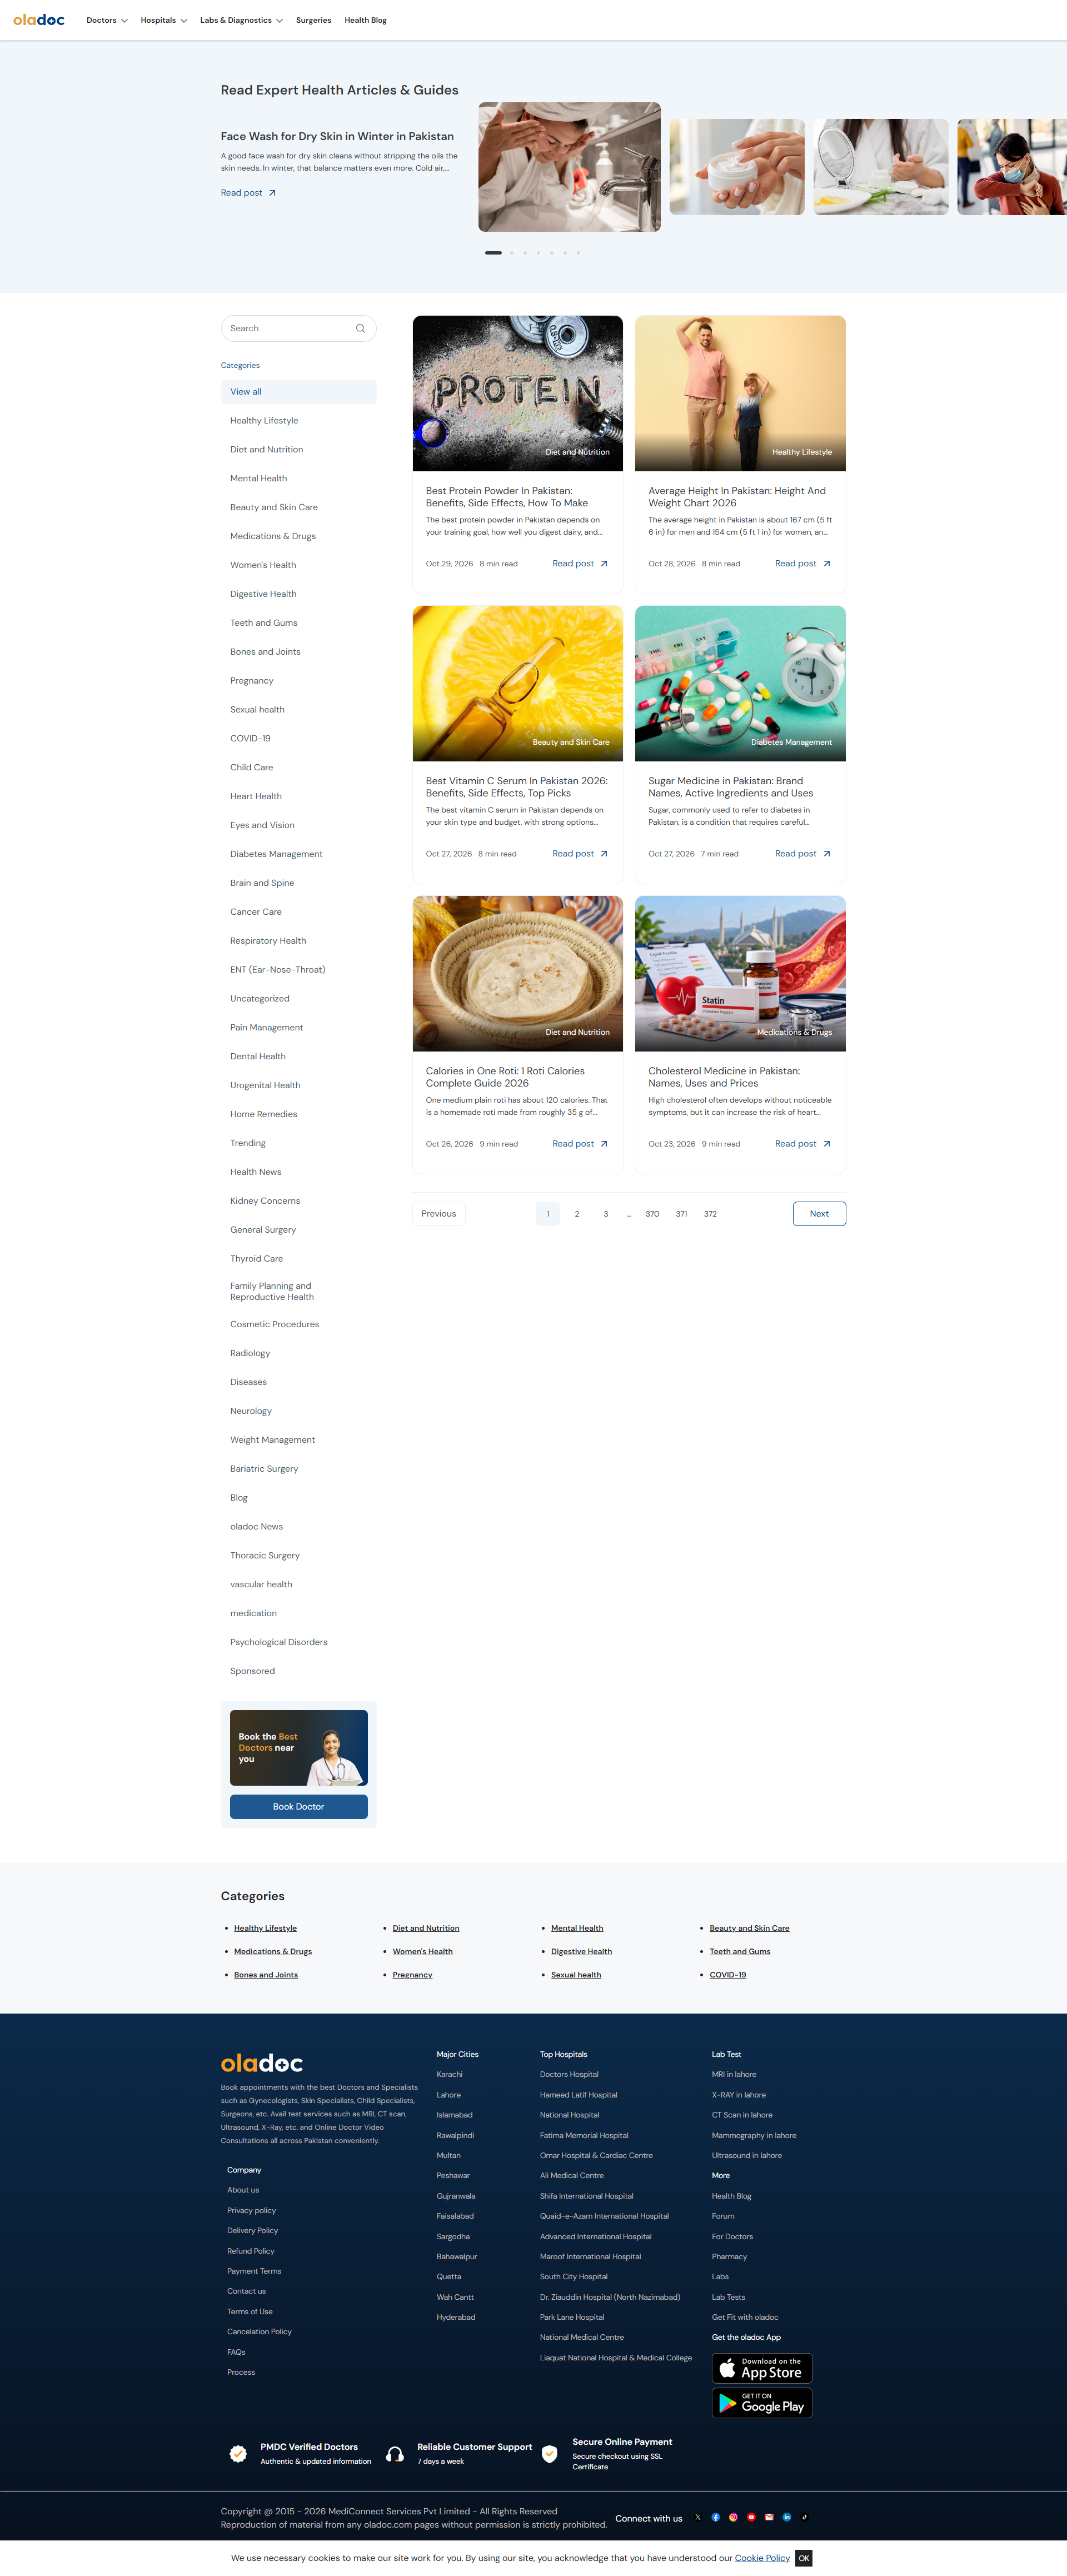 oladoc
Doctors
Hospitals
Labs & Diagnostics
Surgeries
Health Blog
Read Expert Health Articles & Guides
Face Wash for Dry Skin in Winter in Pakistan
A good face wash for dry skin cleans without stripping the oils the
skin needs. In winter, that balance matters even more. Cold air,...
Read post
Search
Categories
View all
Healthy Lifestyle
Diet and Nutrition
Mental Health
Beauty and Skin Care
Medications & Drugs
Women's Health
Digestive Health
Teeth and Gums
Bones and Joints
Pregnancy
Sexual health
COVID-19
Child Care
Heart Health
Eyes and Vision
Diabetes Management
Brain and Spine
Cancer Care
Respiratory Health
ENT (Ear-Nose-Throat)
Uncategorized
Pain Management
Dental Health
Urogenital Health
Home Remedies
Trending
Health News
Kidney Concerns
General Surgery
Thyroid Care
Family Planning and
Reproductive Health
Cosmetic Procedures
Radiology
Diseases
Neurology
Weight Management
Bariatric Surgery
Blog
oladoc News
Thoracic Surgery
vascular health
medication
Psychological Disorders
Sponsored
Book the Best
Doctors near
you
Book Doctor
PROTEIN
Diet and Nutrition
Best Protein Powder In Pakistan:
Benefits, Side Effects, How To Make
The best protein powder in Pakistan depends on
your training goal, how well you digest dairy, and...
Oct 29, 2026 8 min read
Read post
Healthy Lifestyle
Average Height In Pakistan: Height And
Weight Chart 2026
The average height in Pakistan is about 167 cm (5 ft
6 in) for men and 154 cm (5 ft 1 in) for women, an...
Oct 28, 2026 8 min read
Read post
Beauty and Skin Care
Best Vitamin C Serum In Pakistan 2026:
Benefits, Side Effects, Top Picks
The best vitamin C serum in Pakistan depends on
your skin type and budget, with strong options...
Oct 27, 2026 8 min read
Read post
Diabetes Management
Sugar Medicine in Pakistan: Brand
Names, Active Ingredients and Uses
Sugar, commonly used to refer to diabetes in
Pakistan, is a condition that requires careful...
Oct 27, 2026 7 min read
Read post
Diet and Nutrition
Calories in One Roti: 1 Roti Calories
Complete Guide 2026
One medium plain roti has about 120 calories. That
is a homemade roti made from roughly 35 g of...
Oct 26, 2026 9 min read
Read post
Lipid Profile
Statin
Medications & Drugs
Cholesterol Medicine in Pakistan:
Names, Uses and Prices
High cholesterol often develops without noticeable
symptoms, but it can increase the risk of heart...
Oct 23, 2026 9 min read
Read post
Previous
1 2 3 ... 370 371 372
Next
Categories
Healthy Lifestyle
Diet and Nutrition
Mental Health
Beauty and Skin Care
Medications & Drugs
Women's Health
Digestive Health
Teeth and Gums
Bones and Joints
Pregnancy
Sexual health
COVID-19
oladoc
Book appointments with the best Doctors and Specialists
such as Gynecologists, Skin Specialists, Child Specialists,
Surgeons, etc. Avail test services such as MRI, CT scan,
Ultrasound, X-Ray, etc. and Online Doctor Video
Consultations all across Pakistan conveniently.
Company
About us
Privacy policy
Delivery Policy
Refund Policy
Payment Terms
Contact us
Terms of Use
Cancelation Policy
FAQs
Process
Major Cities
Karachi
Lahore
Islamabad
Rawalpindi
Multan
Peshawar
Gujranwala
Faisalabad
Sargodha
Bahawalpur
Quetta
Wah Cantt
Hyderabad
Top Hospitals
Doctors Hospital
Hameed Latif Hospital
National Hospital
Fatima Memorial Hospital
Omar Hospital & Cardiac Centre
Ali Medical Centre
Shifa International Hospital
Quaid-e-Azam International Hospital
Advanced International Hospital
Maroof International Hospital
South City Hospital
Dr. Ziauddin Hospital (North Nazimabad)
Park Lane Hospital
National Medical Centre
Liaquat National Hospital & Medical College
Lab Test
MRI in lahore
X-RAY in lahore
CT Scan in lahore
Mammography in lahore
Ultrasound in lahore
More
Health Blog
Forum
For Doctors
Pharmacy
Labs
Lab Tests
Get Fit with oladoc
Get the oladoc App
Download on the
App Store
GET IT ON
Google Play
PMDC Verified Doctors
Authentic & updated information
Reliable Customer Support
7 days a week
Secure Online Payment
Secure checkout using SSL
Certificate
Copyright @ 2015 - 2026 MediConnect Services Pvt Limited - All Rights Reserved
Reproduction of material from any oladoc.com pages without permission is strictly prohibited.
Connect with us
We use necessary cookies to make our site work for you. By using our site, you acknowledge that you have understood our Cookie Policy
OK